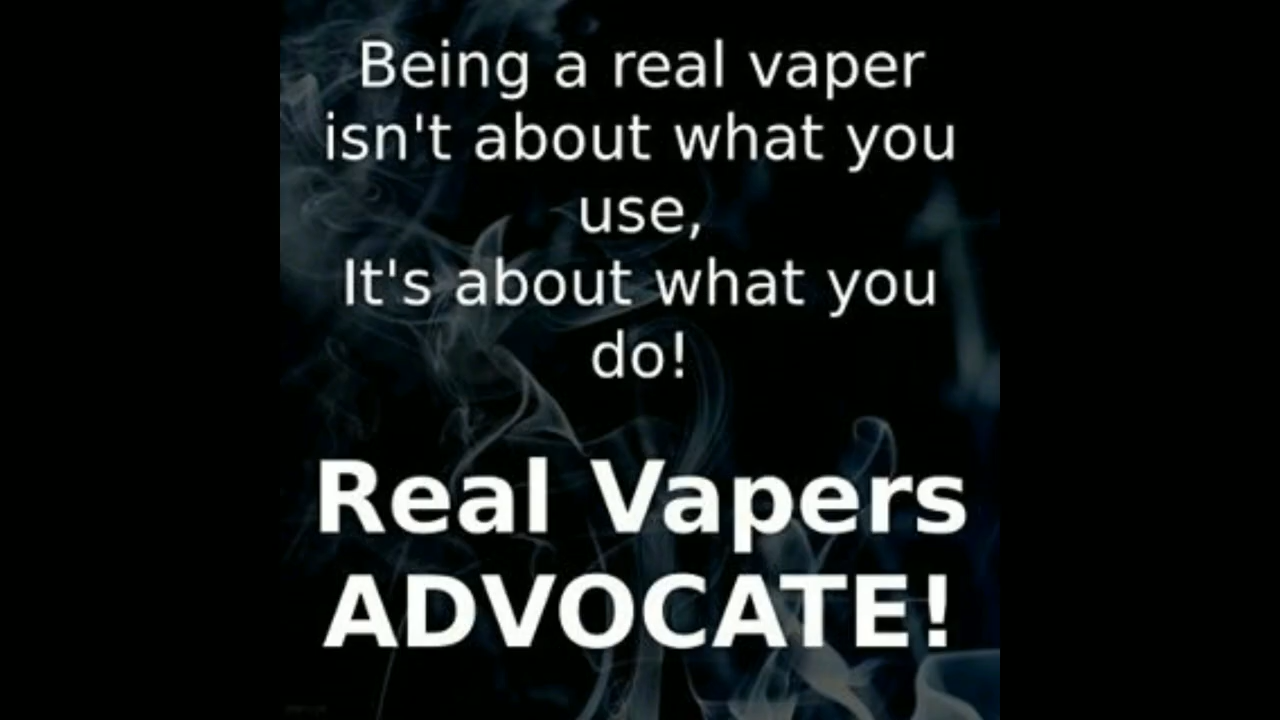 Being a real vaper
isn't about what you
use,
It's about what you
do!
Real Vapers
ADVOCATE!